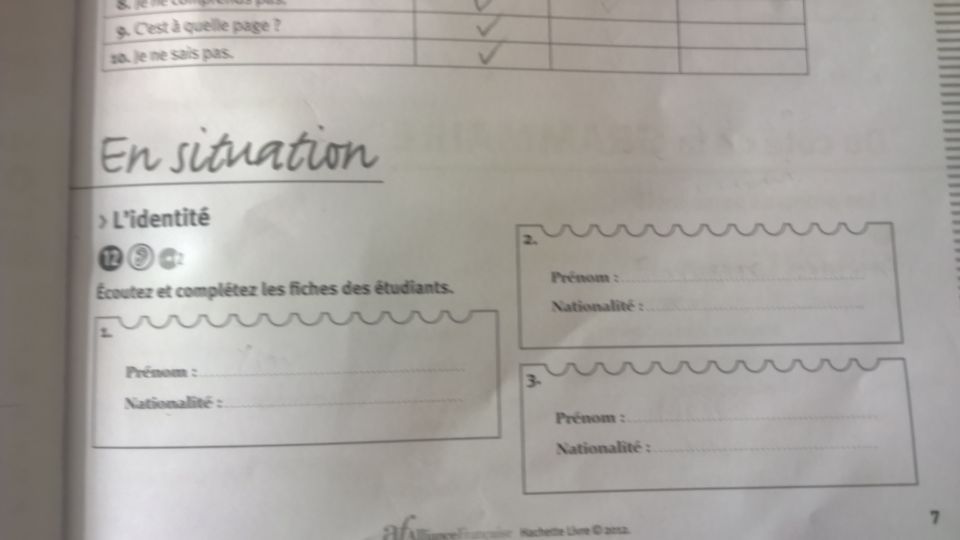 8. Je ne comprends pas.
9. C'est à quelle page ?
10. Je ne sais pas.
En situation
> L'identité
12 9
Écoutez et complétez les fiches des étudiants.
1.
Prénom :
Nationalité :
2.
Prénom :
Nationalité :
3.
Prénom :
Nationalité :
af Alliance Française Hachette Livre © 2012.
7